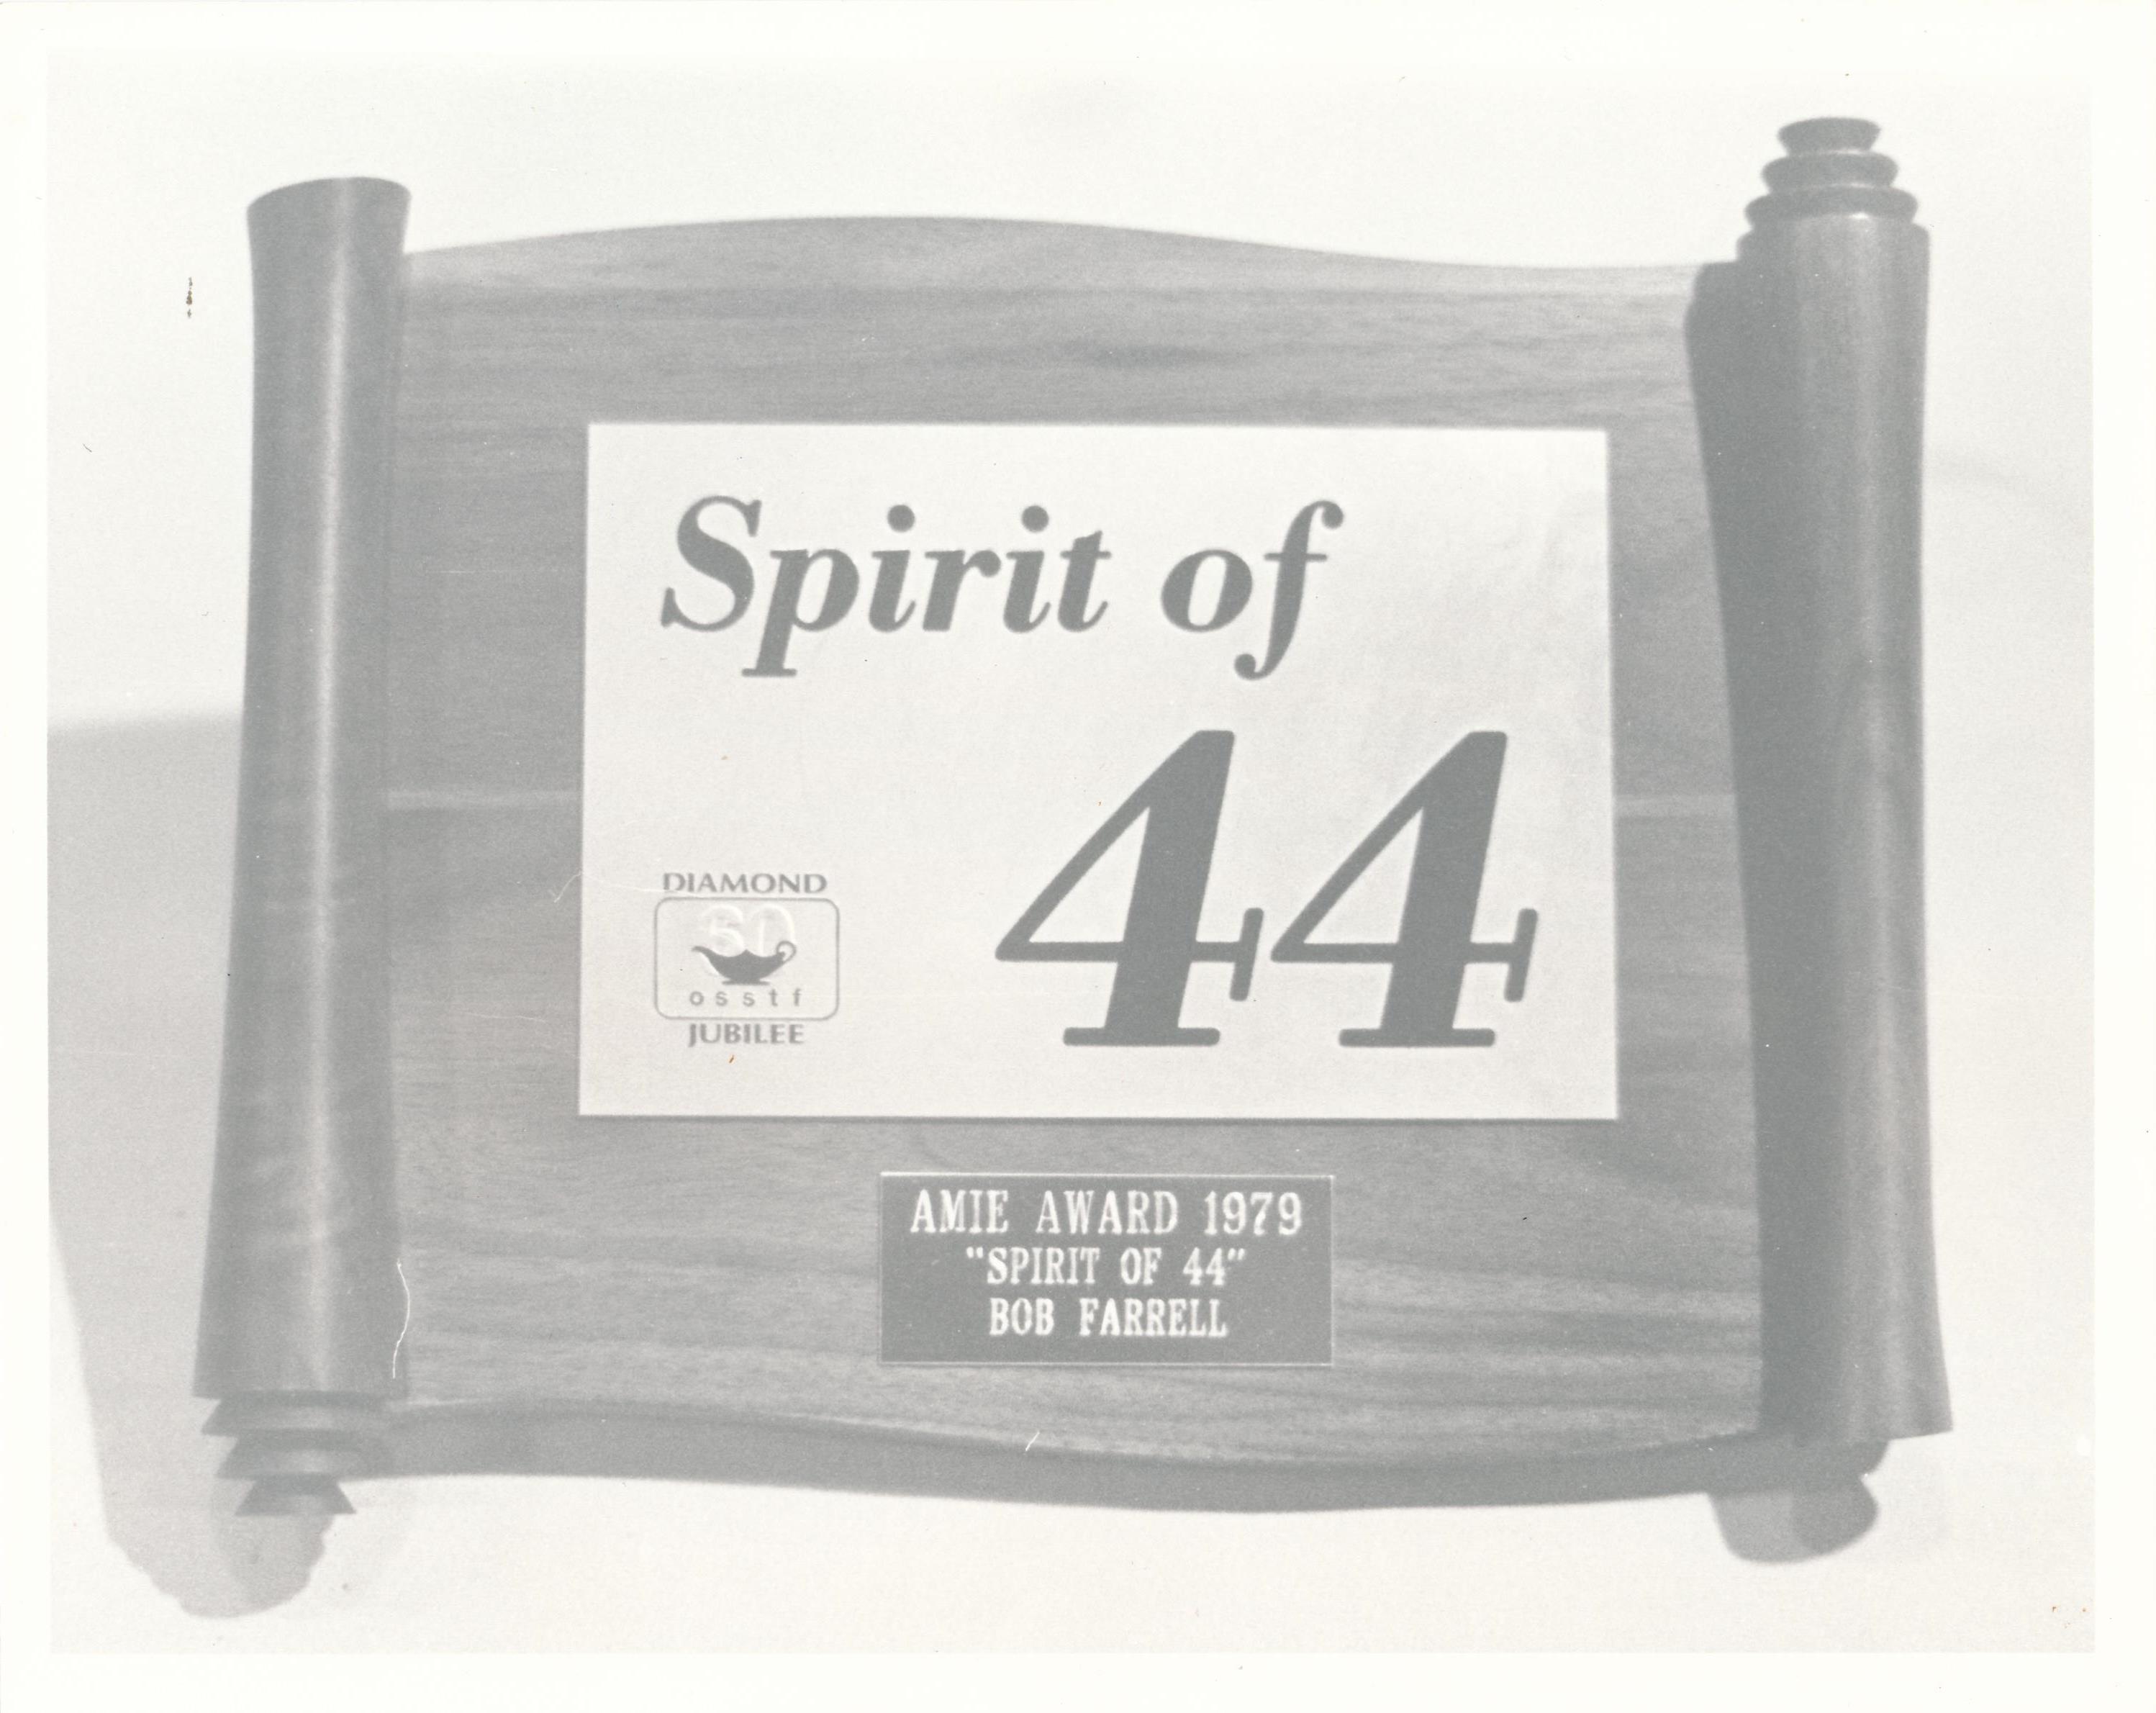 Spirit of
44
DIAMOND
60
osstf
JUBILEE
AMIE AWARD 1979
"SPIRIT OF 44"
BOB FARRELL